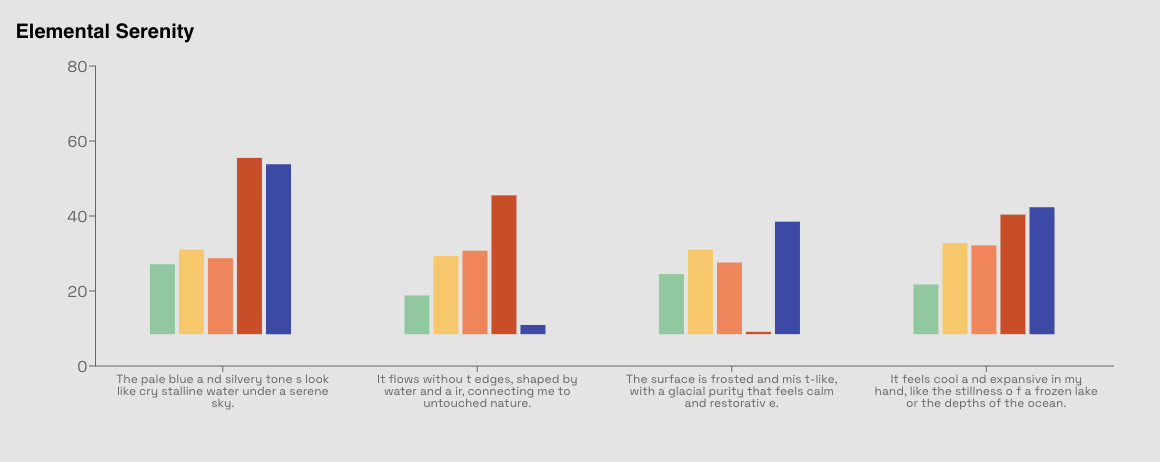 Elemental Serenity
80
60
40
20
0
The pale blue a nd silvery tone s look
like cry stalline water under a serene
sky.
It flows withou t edges, shaped by
water and a ir, connecting me to
untouched nature.
The surface is frosted and mis t-like,
with a glacial purity that feels calm
and restorativ e.
It feels cool a nd expansive in my
hand, like the stillness o f a frozen lake
or the depths of the ocean.